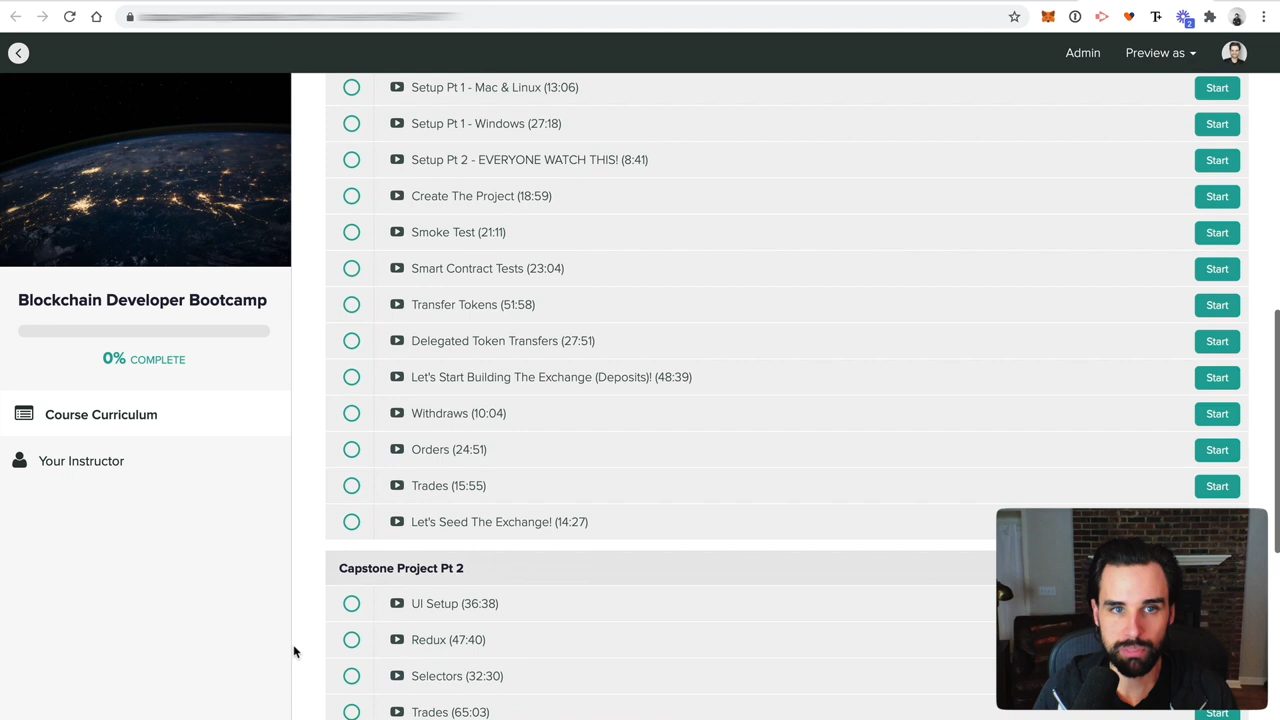 Admin
Preview as
2
Setup Pt 1 - Mac & Linux (13:06)
Start
Setup Pt 1 - Windows (27:18)
Start
Setup Pt 2 - EVERYONE WATCH THIS! (8:41)
Start
Create The Project (18:59)
Start
Smoke Test (21:11)
Start
Smart Contract Tests (23:04)
Start
Transfer Tokens (51:58)
Start
Delegated Token Transfers (27:51)
Start
Let's Start Building The Exchange (Deposits)! (48:39)
Start
Withdraws (10:04)
Start
Orders (24:51)
Start
Trades (15:55)
Start
Let's Seed The Exchange! (14:27)
Capstone Project Pt 2
UI Setup (36:38)
Redux (47:40)
Selectors (32:30)
Trades (65:03)
Start
Blockchain Developer Bootcamp
0% COMPLETE
Course Curriculum
Your Instructor